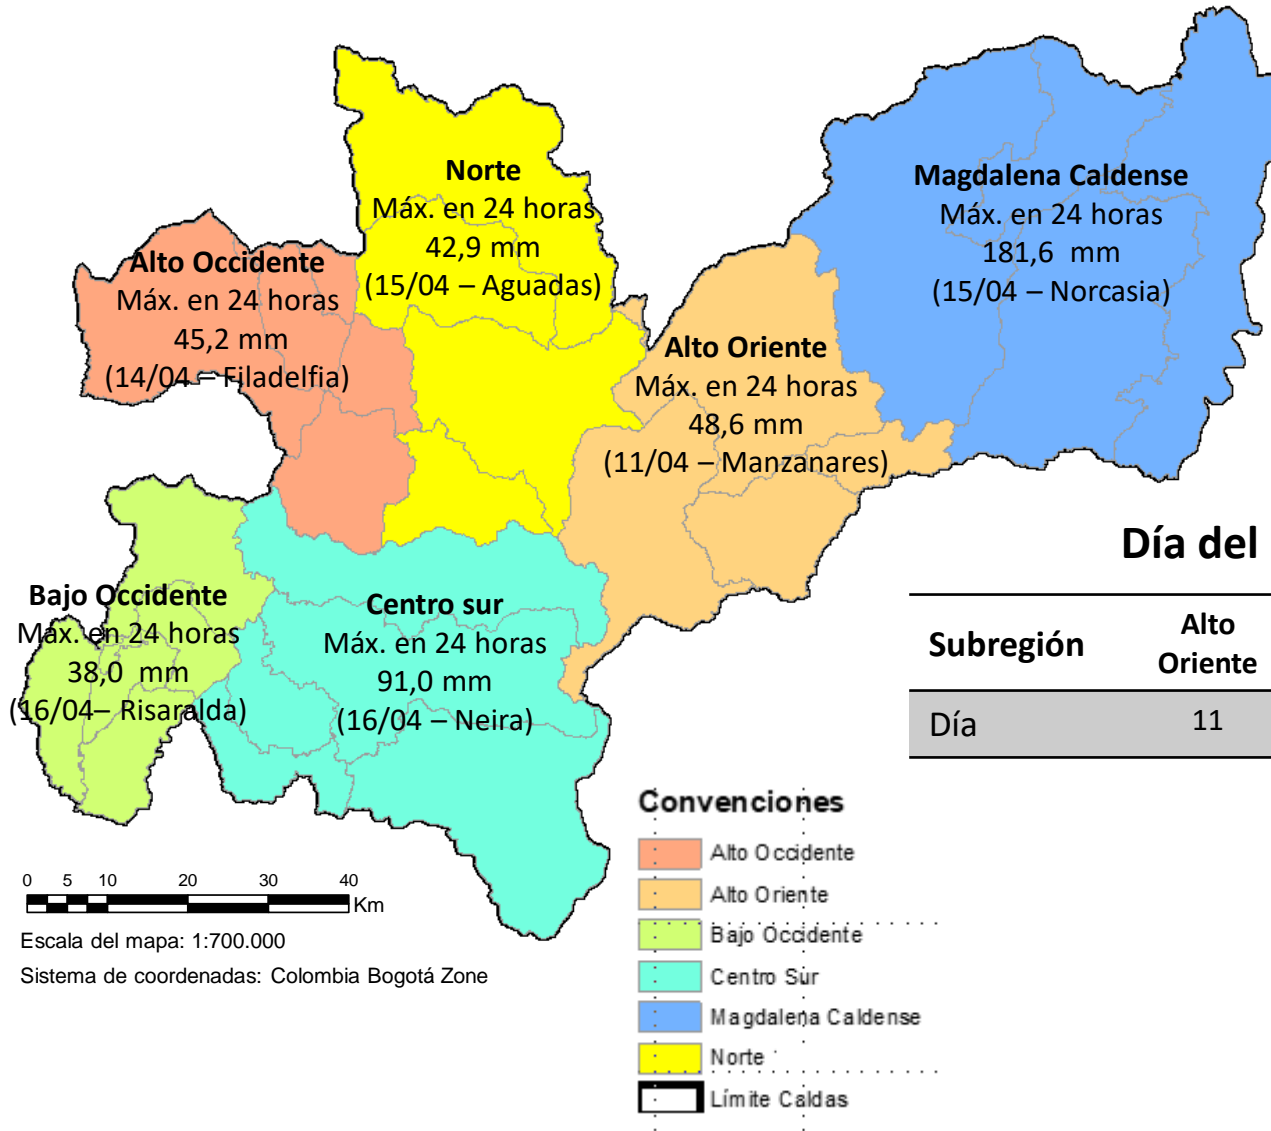 Norte
Máx. en 24 horas
42,9 mm
(15/04 – Aguadas)
Magdalena Caldense
Máx. en 24 horas
181,6 mm
(15/04 – Norcasia)
Alto Occidente
Máx. en 24 horas
45,2 mm
(14/04 – Filadelfia)
Alto Oriente
Máx. en 24 horas
48,6 mm
(11/04 – Manzanares)
Bajo Occidente
Máx. en 24 horas
38,0 mm
(16/04– Risaralda)
Centro sur
Máx. en 24 horas
91,0 mm
(16/04 – Neira)
Día del
Subregión
Alto
Oriente
Día
11
0 5 10 20 30 40
Km
Escala del mapa: 1:700.000
Sistema de coordenadas: Colombia Bogotá Zone
Convenciones
Alto Occidente
Alto Oriente
Bajo Occidente
Centro Sur
Magdalena Caldense
Norte
Límite Caldas